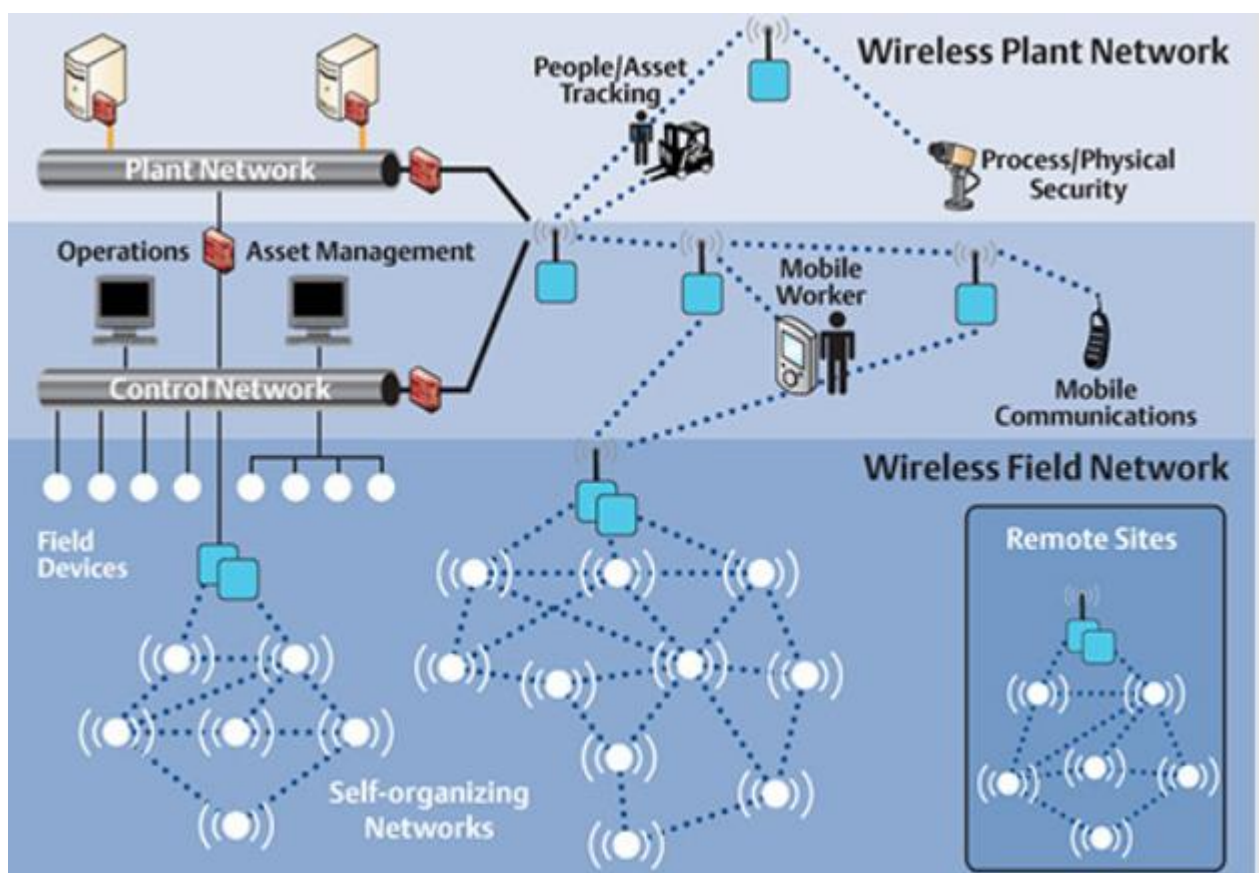 Wireless Plant Network
People/Asset
Tracking
Plant Network
Process/Physical
Security
Operations
Asset Management
Mobile
Worker
Control Network
Mobile
Communications
Wireless Field Network
Field
Devices
Remote Sites
Self-organizing
Networks